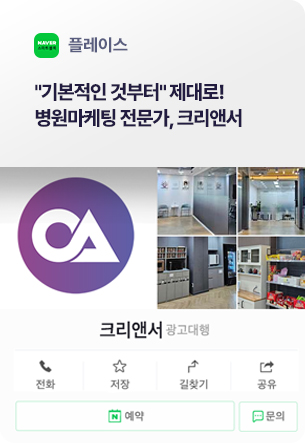 NAVER
플레이스
"기본적인 것부터" 제대로!
병원마케팅 전문가, 크리앤서
CA
크리앤서 광고대행
전화 저장 길찾기 공유
N 예약 문의